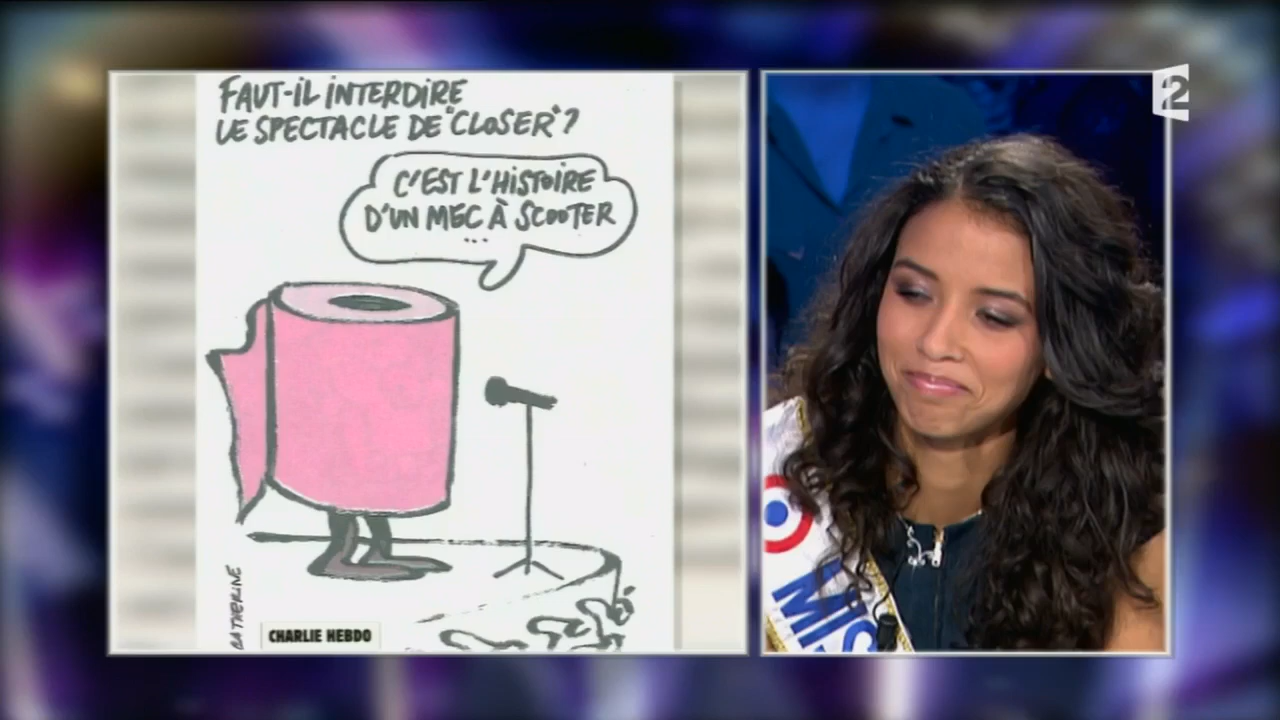 FAUT-IL INTERDIRE
LE SPECTACLE DE "CLOSER" ?
C'EST L'HISTOIRE
D'UN MEC À SCOOTER
...
CATHERINE
CHARLIE HEBDO
2
MIS